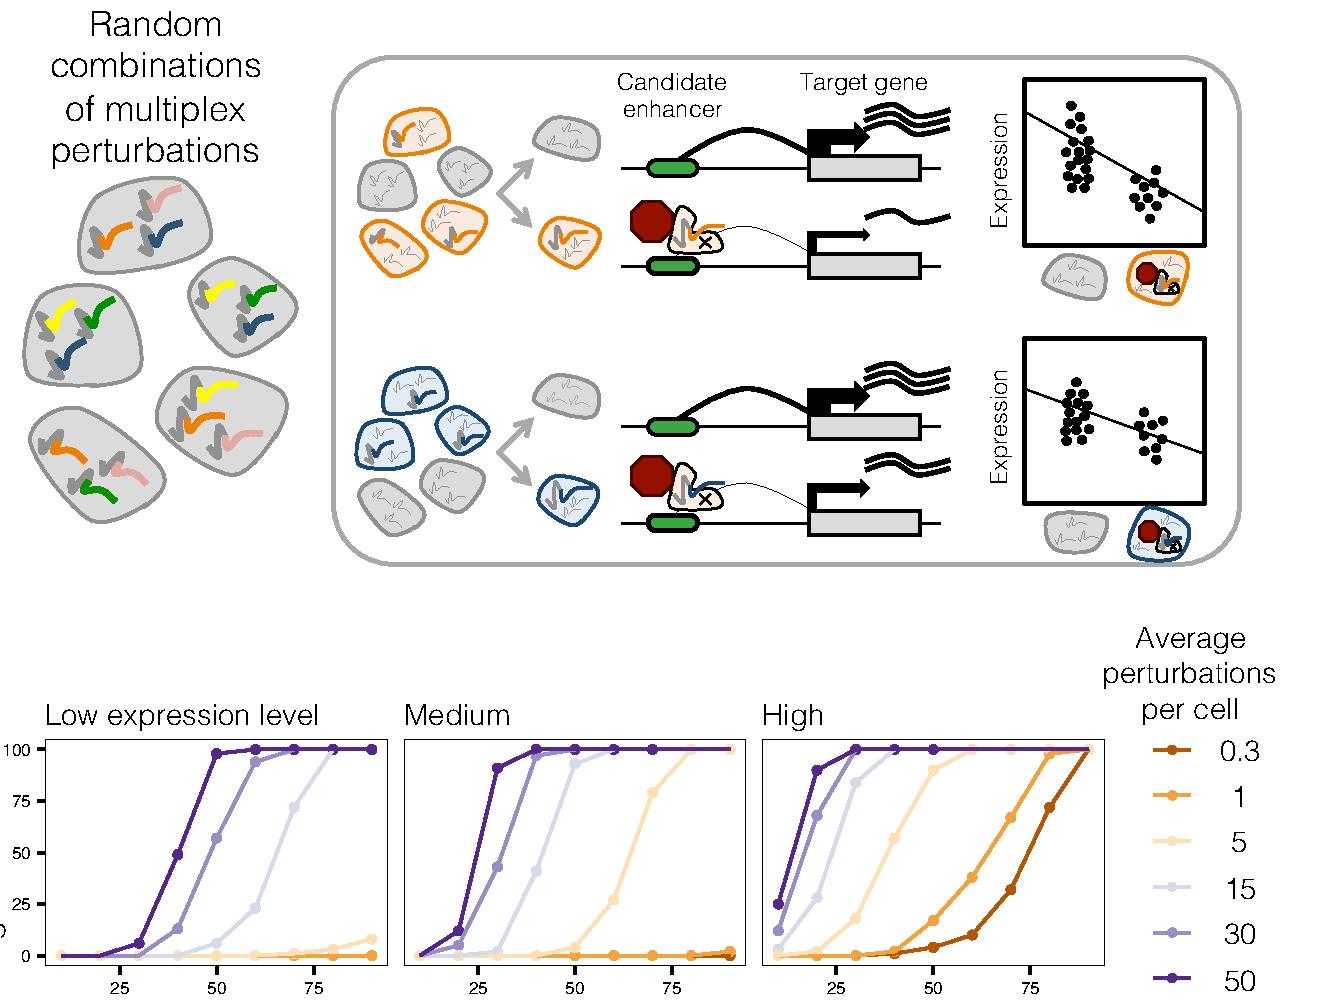 Random
combinations
of multiplex
perturbations
Candidate
enhancer
Target gene
Expression
Expression
Average
perturbations
per cell
0.3
1
5
15
30
50
Low expression level
Medium
High
100
75
50
25
0
25 50 75
25 50 75
25 50 75